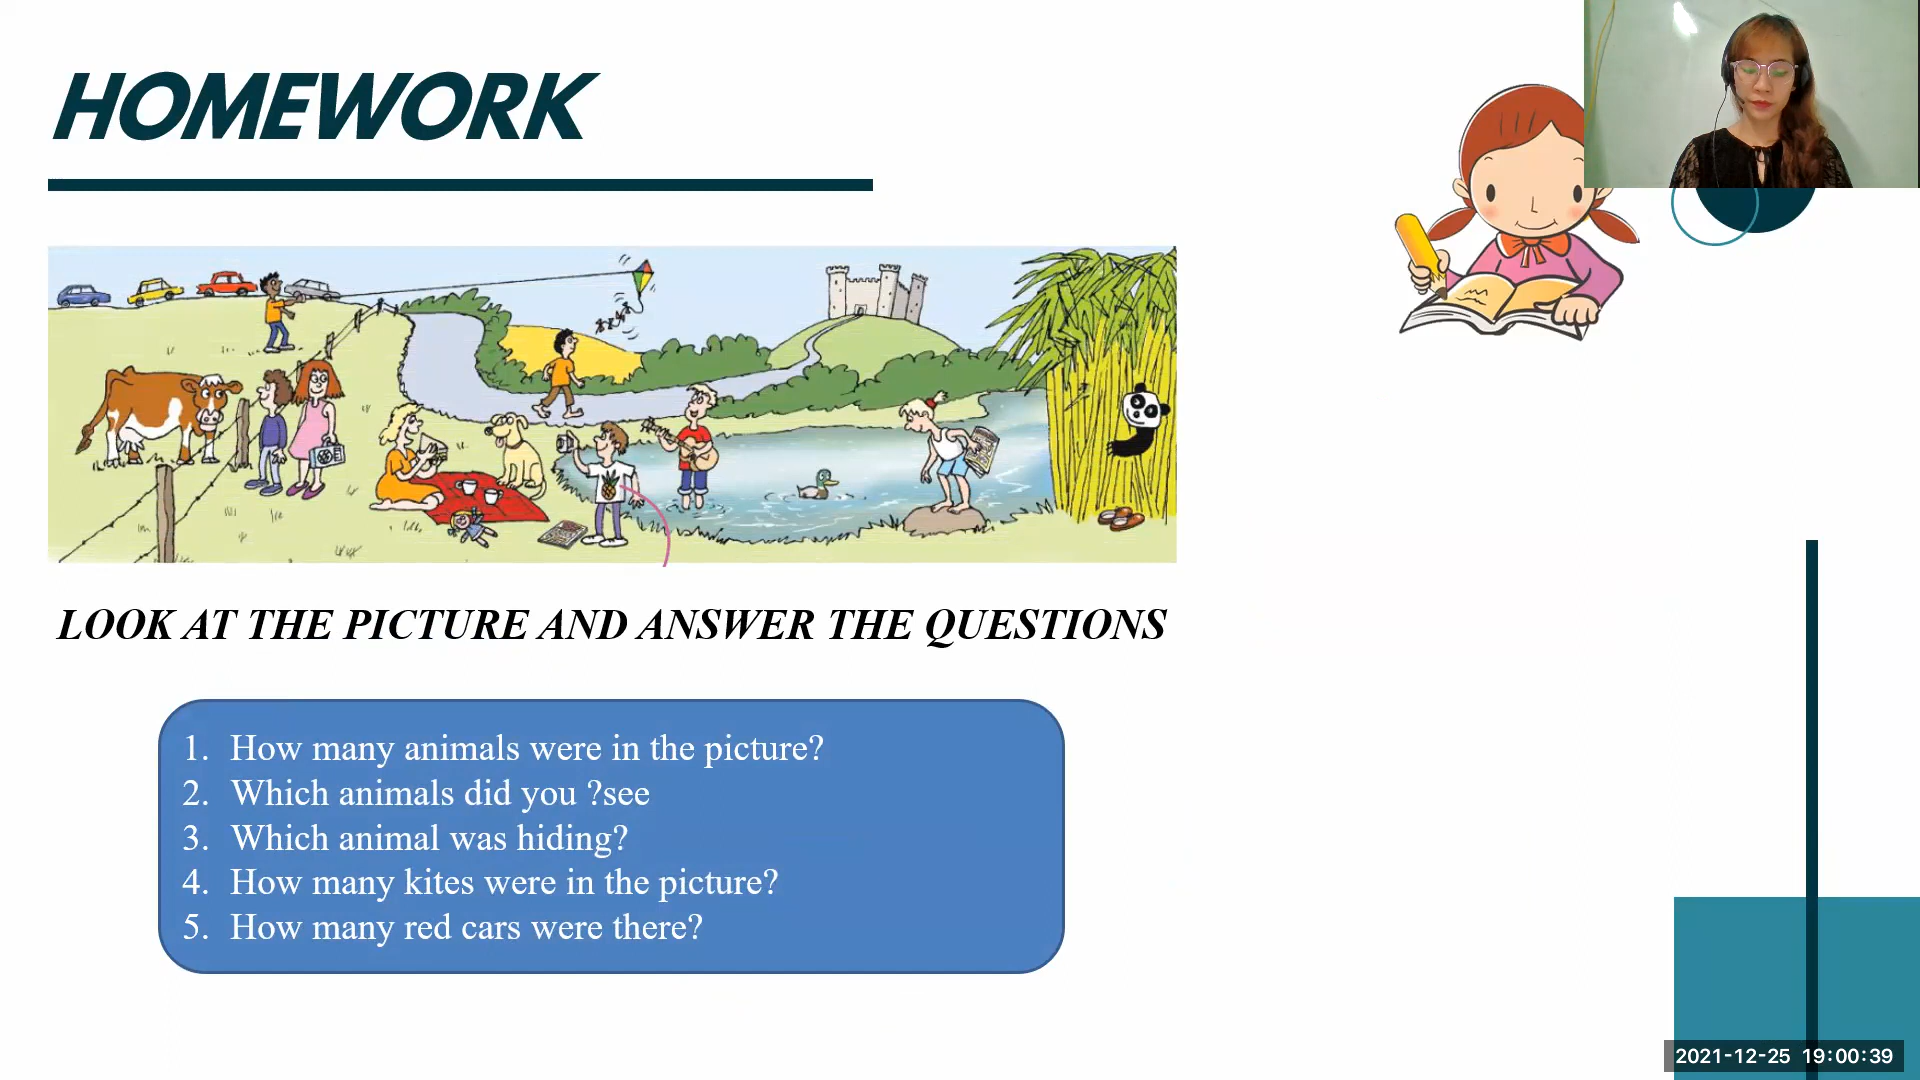 HOMEWORK
LOOK AT THE PICTURE AND ANSWER THE QUESTIONS
1. How many animals were in the picture?
2. Which animals did you ?see
3. Which animal was hiding?
4. How many kites were in the picture?
5. How many red cars were there?
2021-12-25 19:00:39